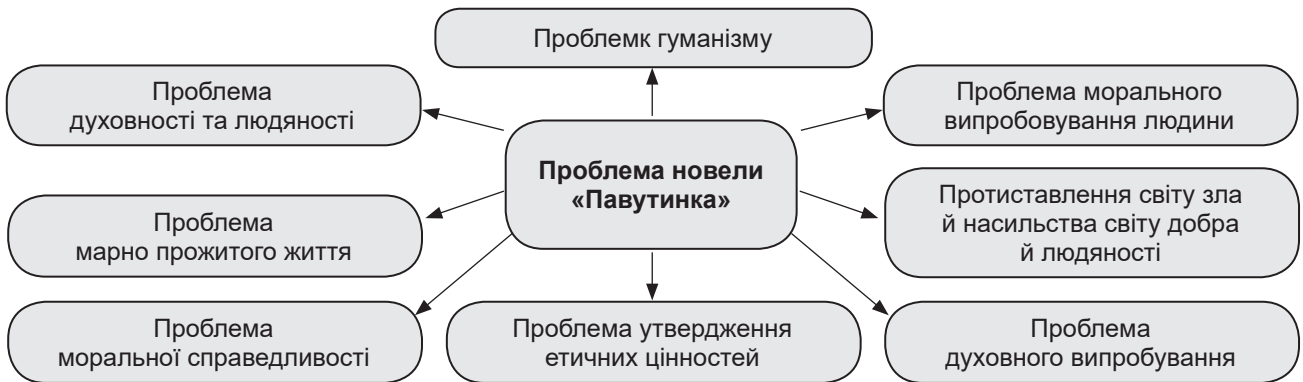 Проблемк гуманізму
Проблема
духовності та людяності
Проблема морального
випробовування людини
Проблема новели
«Павутинка»
Проблема
марно прожитого життя
Протиставлення світу зла
й насильства світу добра
й людяності
Проблема
моральної справедливості
Проблема утвердження
етичних цінностей
Проблема
духовного випробування